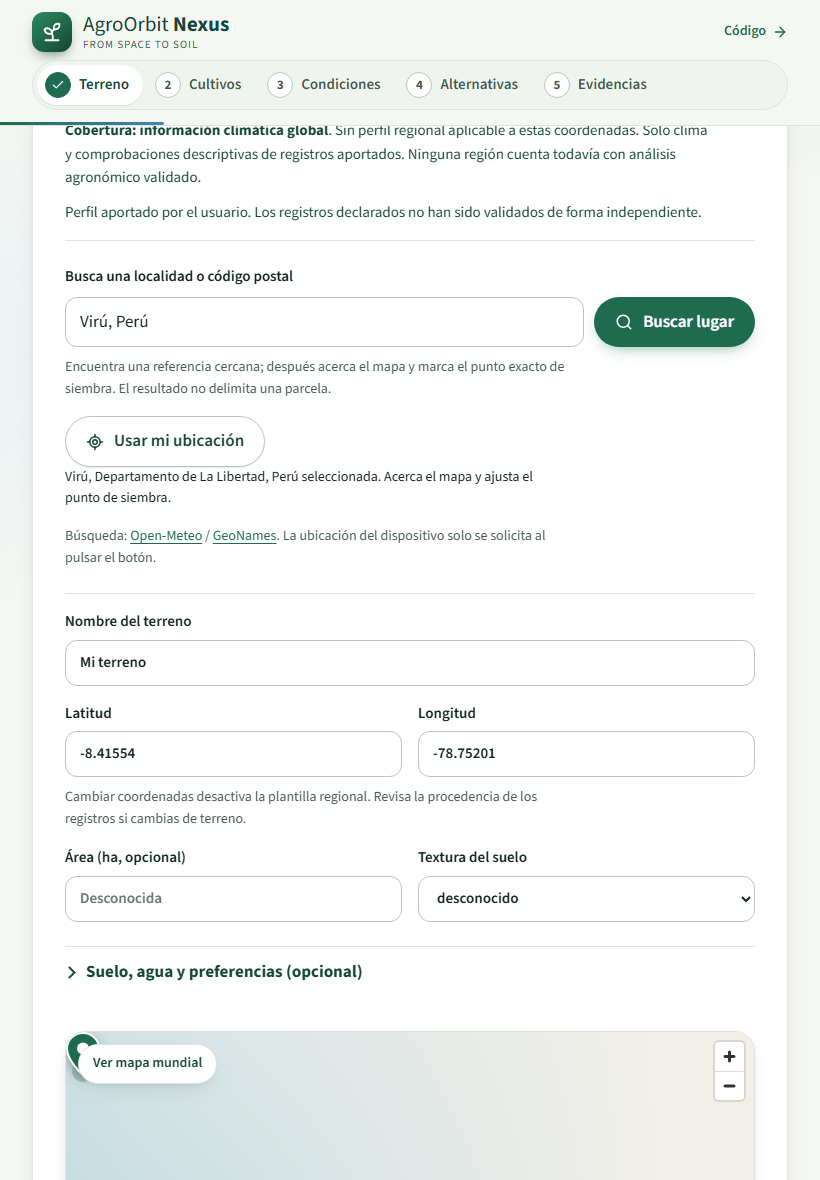 AgroOrbit Nexus
FROM SPACE TO SOIL
Código →
Terreno
2 Cultivos
3 Condiciones
4 Alternativas
5 Evidencias
Cobertura: información climática global. Sin perfil regional aplicable a estas coordenadas. Solo clima
y comprobaciones descriptivas de registros aportados. Ninguna región cuenta todavía con análisis
agronómico validado.
Perfil aportado por el usuario. Los registros declarados no han sido validados de forma independiente.
Busca una localidad o código postal
Virú, Perú
Buscar lugar
Encuentra una referencia cercana; después acerca el mapa y marca el punto exacto de
siembra. El resultado no delimita una parcela.
Usar mi ubicación
Virú, Departamento de La Libertad, Perú seleccionada. Acerca el mapa y ajusta el
punto de siembra.
Búsqueda: Open-Meteo / GeoNames. La ubicación del dispositivo solo se solicita al
pulsar el botón.
Nombre del terreno
Mi terreno
Latitud
Longitud
-8.41554
-78.75201
Cambiar coordenadas desactiva la plantilla regional. Revisa la procedencia de los
registros si cambias de terreno.
Área (ha, opcional)
Textura del suelo
Desconocida
desconocido
Suelo, agua y preferencias (opcional)
Ver mapa mundial
+
−